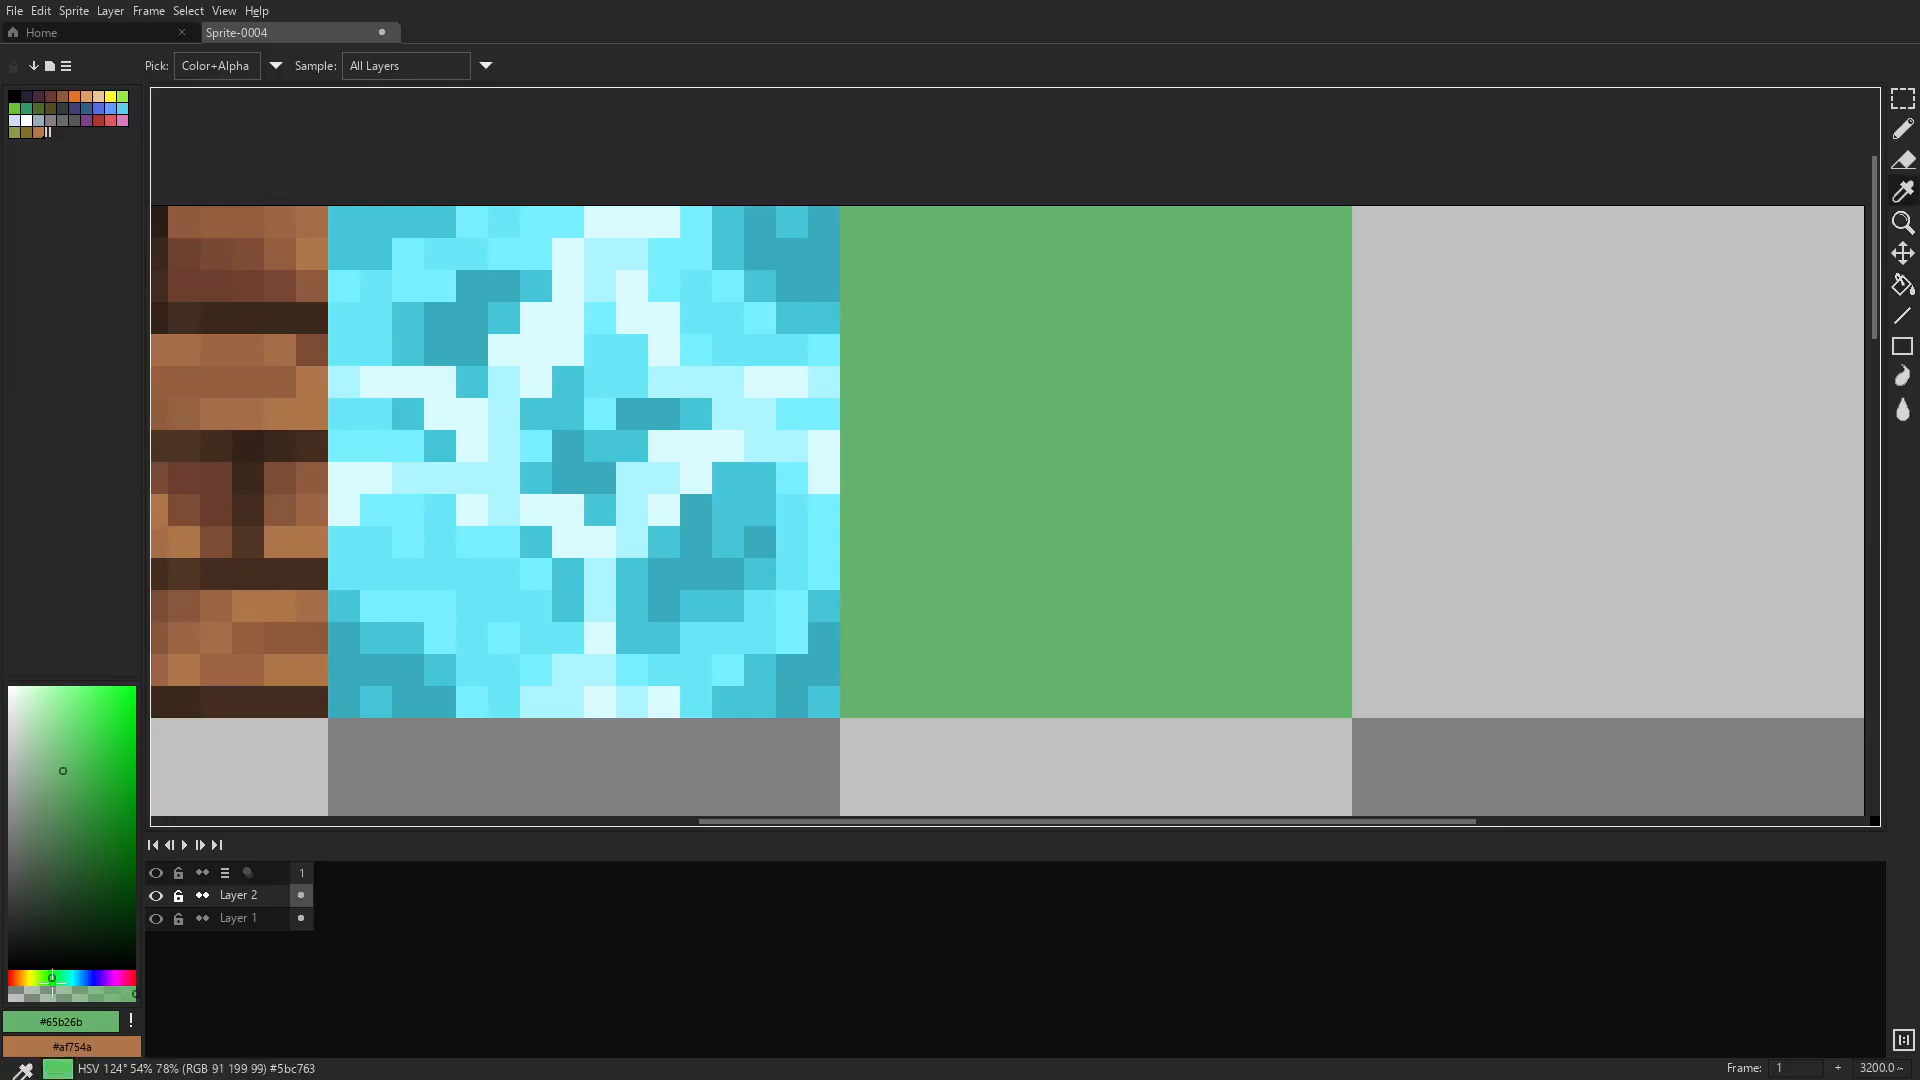 File Edit Sprite Layer Frame Select View Help
Home
Sprite-0004
Pick: Color+Alpha Sample: All Layers
1
Layer 2
Layer 1
#65b26b !
#af754a
HSV 124° 54% 78% (RGB 91 199 99) #5bc763
Frame: 1 + 3200.0